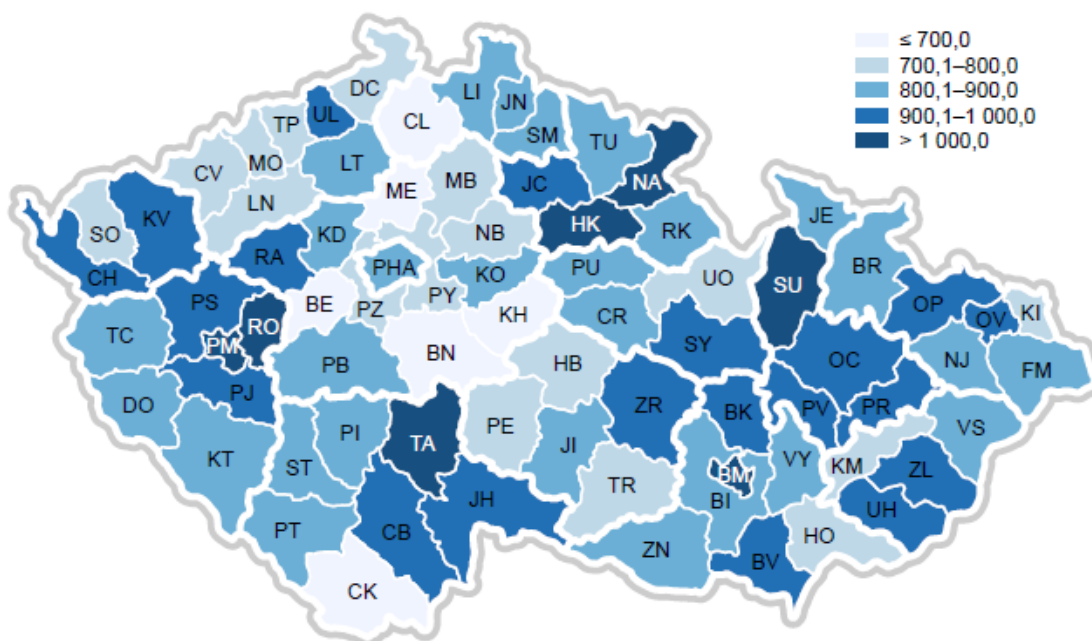 ≤ 700,0
700,1–800,0
800,1–900,0
900,1–1 000,0
> 1 000,0
DC
LI
JN
UL
CL
TP
SM
TU
MO
CV
LT
MB
JC
NA
ME
LN
KV
SO
HK
JE
NB
RK
KD
RA
BR
CH
PHA
KO
PU
UO
SU
PS
BE
PZ
PY
OP
KI
OV
RO
KH
CR
TC
PM
BN
SY
OC
NJ
FM
PB
HB
PJ
DO
ZR
BK
PV
PR
VS
PI
TA
PE
KT
ST
JI
VY
KM
ZL
BM
TR
BI
JH
UH
PT
CB
HO
ZN
BV
CK